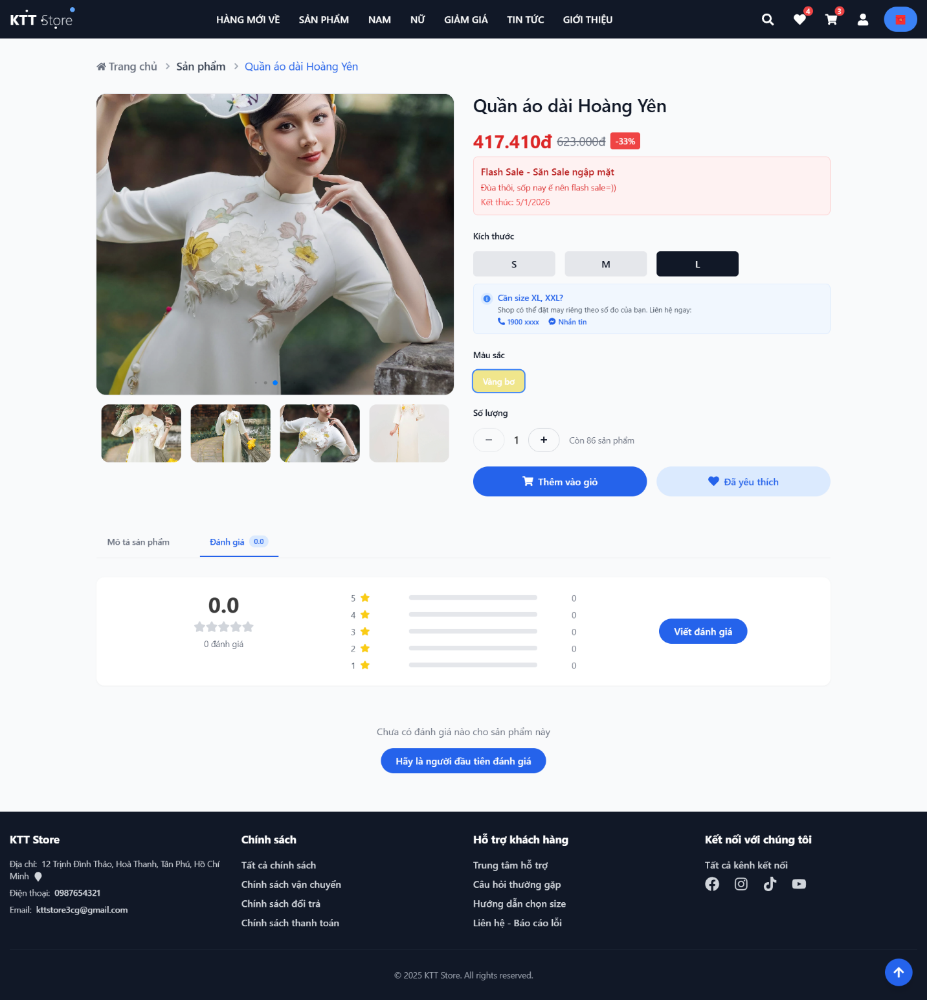 KTT Store
HÀNG MỚI VỀ
SẢN PHẨM
NAM
NỮ
GIẢM GIÁ
TIN TỨC
GIỚI THIỆU
4
3
Trang chủ > Sản phẩm > Quần áo dài Hoàng Yên
Quần áo dài Hoàng Yên
417.410đ 623.000đ -33%
Flash Sale - Săn Sale ngập mặt
Đùa thôi, sốp nay ế nên flash sale=))
Kết thúc: 5/1/2026
Kích thước
S
M
L
Cần size XL, XXL?
Shop có thể đặt may riêng theo số đo của bạn. Liên hệ ngay:
1900 xxxx
Nhắn tin
Màu sắc
Vàng bơ
Số lượng
− 1 + Còn 86 sản phẩm
Thêm vào giỏ
Đã yêu thích
Mô tả sản phẩm
Đánh giá 0.0
0.0
0 đánh giá
5 0
4 0
3 0
2 0
1 0
Viết đánh giá
Chưa có đánh giá nào cho sản phẩm này
Hãy là người đầu tiên đánh giá
KTT Store
Địa chỉ: 12 Trịnh Đình Thảo, Hoà Thanh, Tân Phú, Hồ Chí
Minh
Điện thoại: 0987654321
Email: kttstore3cg@gmail.com
Chính sách
Tất cả chính sách
Chính sách vận chuyển
Chính sách đổi trả
Chính sách thanh toán
Hỗ trợ khách hàng
Trung tâm hỗ trợ
Câu hỏi thường gặp
Hướng dẫn chọn size
Liên hệ - Báo cáo lỗi
Kết nối với chúng tôi
Tất cả kênh kết nối
© 2025 KTT Store. All rights reserved.